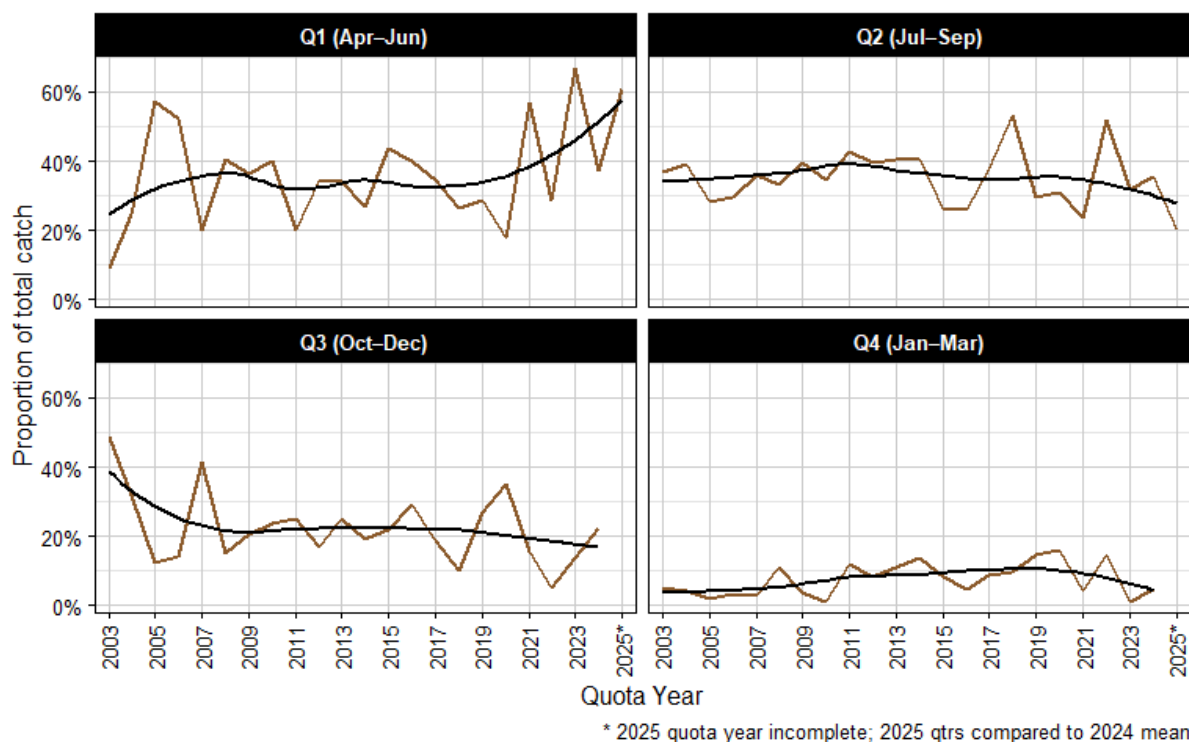 Q1 (Apr–Jun)
Q2 (Jul–Sep)
60%
40%
20%
0%
Q3 (Oct–Dec)
Q4 (Jan–Mar)
60%
40%
20%
0%
Proportion of total catch
2003 2005 2007 2009 2011 2013 2015 2017 2019 2021 2023 2025*
2003 2005 2007 2009 2011 2013 2015 2017 2019 2021 2023 2025*
Quota Year
* 2025 quota year incomplete; 2025 qtrs compared to 2024 mean